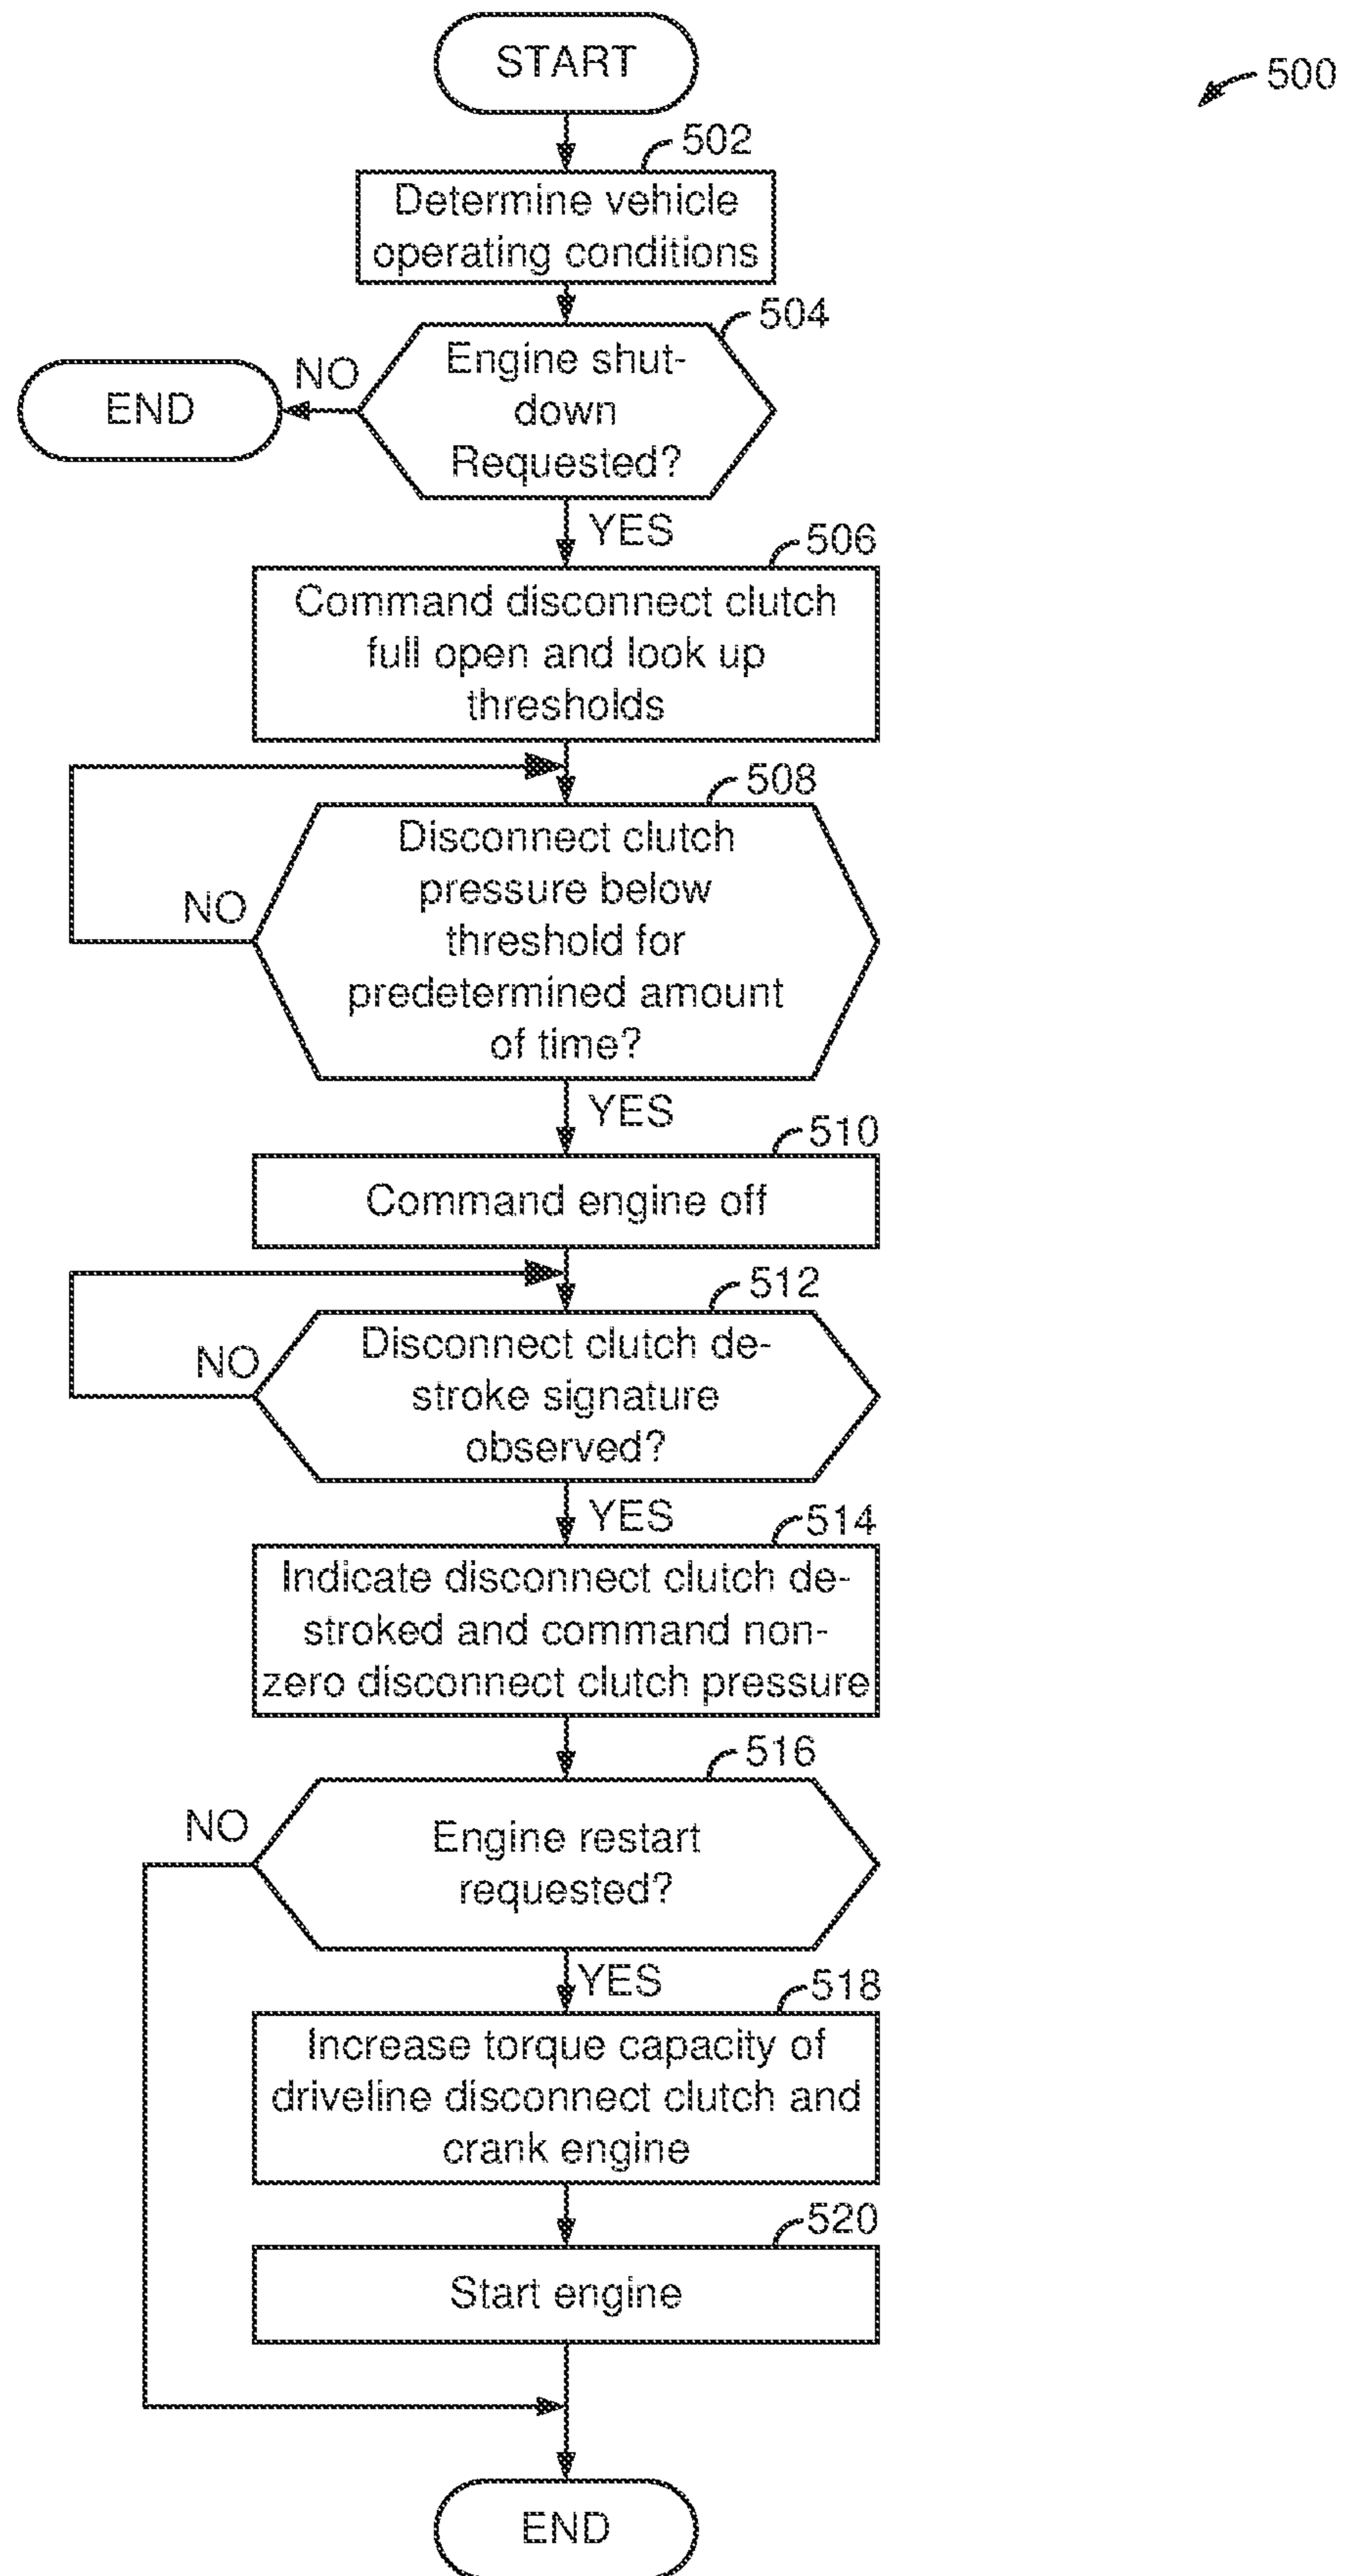 START
500
502
Determine vehicle
operating conditions
504
Engine shut-
down
Requested?
NO
END
YES
506
Command disconnect clutch
full open and look up
thresholds
508
Disconnect clutch
pressure below
threshold for
predetermined amount
of time?
NO
YES
510
Command engine off
512
Disconnect clutch de-
stroke signature
observed?
NO
YES
514
Indicate disconnect clutch de-
stroked and command non-
zero disconnect clutch pressure
516
NO
Engine restart
requested?
YES
518
Increase torque capacity of
driveline disconnect clutch and
crank engine
520
Start engine
END